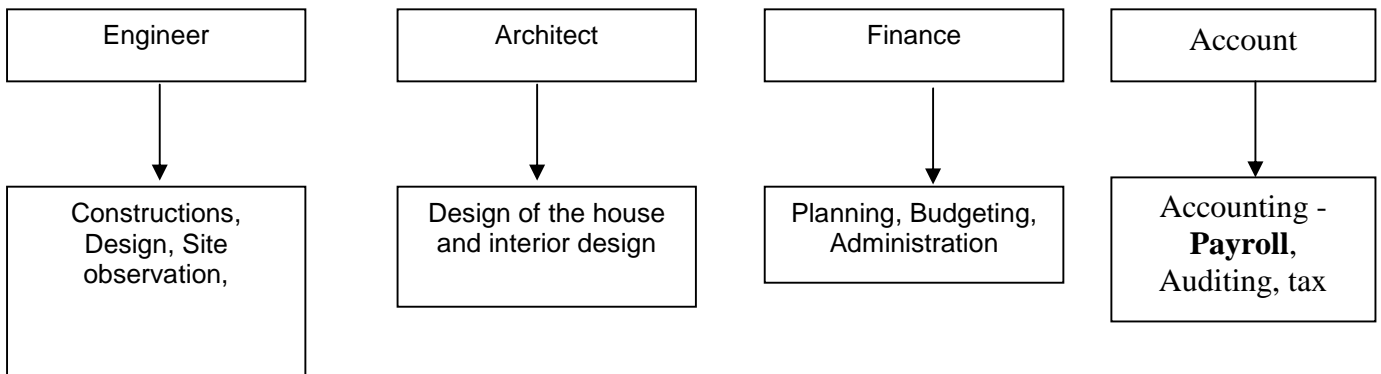 Engineer
Architect
Finance
Account
Constructions,
Design, Site
observation,
Design of the house
and interior design
Planning, Budgeting,
Administration
Accounting -
Payroll,
Auditing, tax